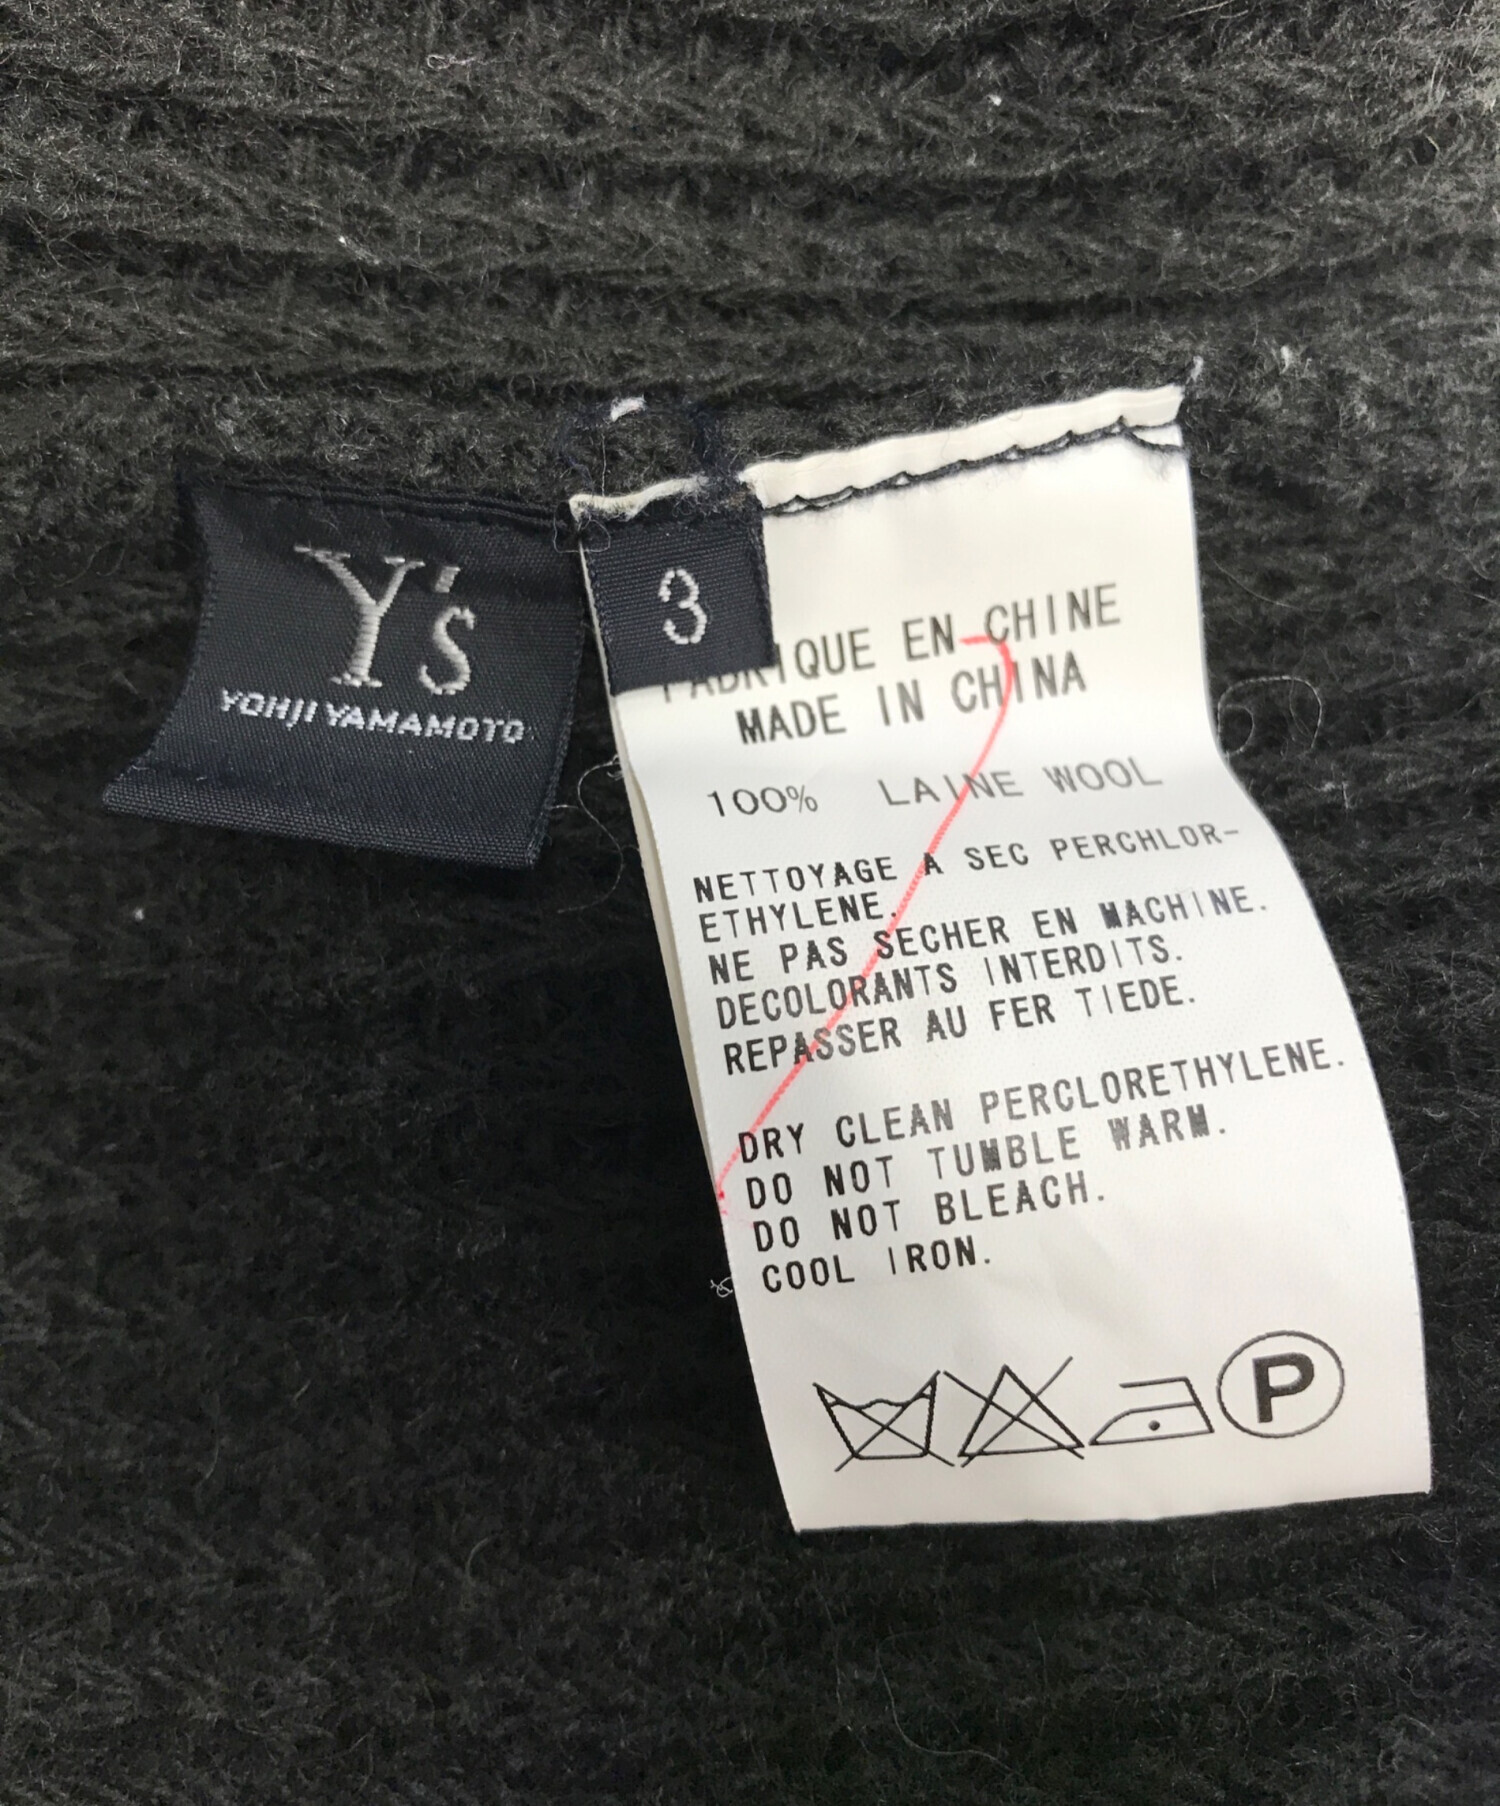 Y's
YOHJI YAMAMOTO
3
FABRIQUE EN CHINE
MADE IN CHINA
100% LAINE WOOL
NETTOYAGE A SEC PERCHLOR-
ETHYLENE.
NE PAS SECHER EN MACHINE.
DECOLORANTS INTERDITS.
REPASSER AU FER TIEDE.
DRY CLEAN PERCLORETHYLENE.
DO NOT TUMBLE WARM.
DO NOT BLEACH.
COOL IRON.
P